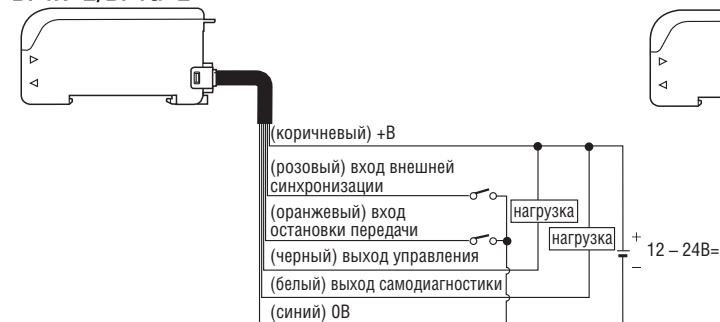 (коричневый) +В
(розовый) вход внешней
синхронизации
(оранжевый) вход
остановки передачи
нагрузка
нагрузка
+
12 – 24В=
–
(черный) выход управления
(белый) выход самодиагностики
(синий) 0В